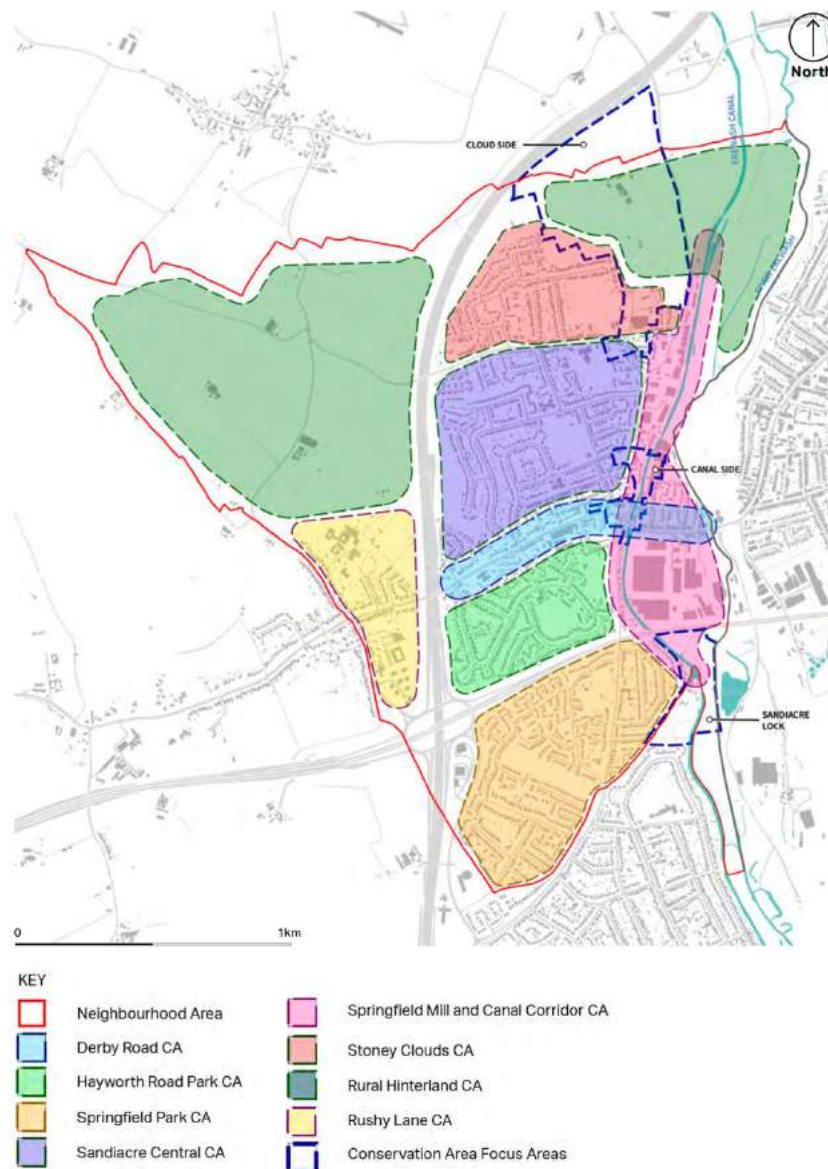 North
CLOUD SIDE
EREWASH CANAL
CANAL SIDE
SANDIACRE
LOCK
0
1km
KEY
Neighbourhood Area
Derby Road CA
Hayworth Road Park CA
Springfield Park CA
Sandiacre Central CA
Springfield Mill and Canal Corridor CA
Stoney Clouds CA
Rural Hinterland CA
Rushy Lane CA
Conservation Area Focus Areas